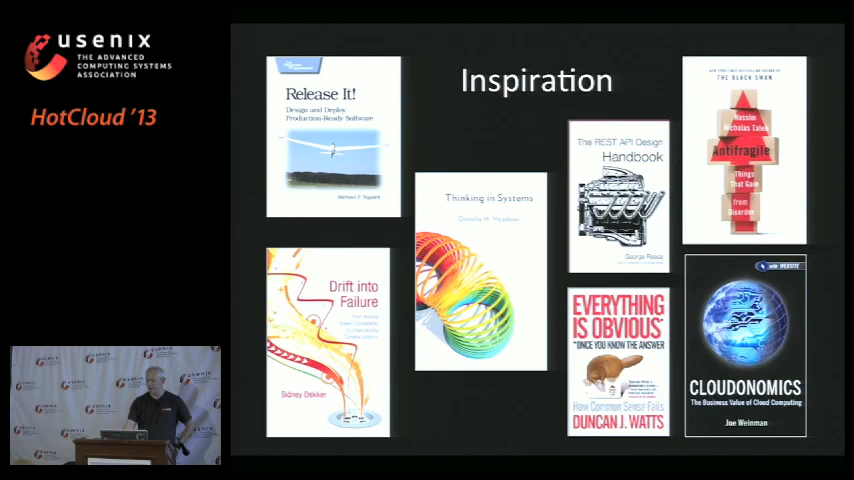 usenix
THE ADVANCED
COMPUTING SYSTEMS
ASSOCIATION
HotCloud '13
Inspiration
Release It!
Design and Deploy
Production-Ready Software
Michael T. Nygard
Thinking in Systems
Donella H. Meadows
The REST API Design
Handbook
George Reese
THE BLACK SWAN
Nassim
Nicholas Taleb
Antifragile
Things
That Gain
from
Disorder
Drift into
Failure
Sidney Dekker
EVERYTHING
IS OBVIOUS*
*ONCE YOU KNOW THE ANSWER
How Common Sense Fails
DUNCAN J. WATTS
with WEBSITE
CLOUDONOMICS
The Business Value of Cloud Computing
Joe Weinman